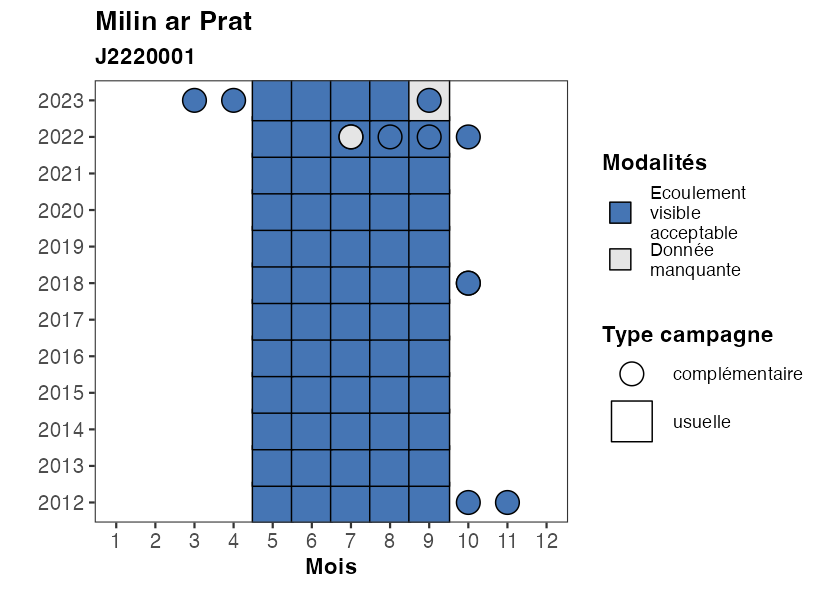 Milin ar Prat
J2220001
2023
2022
2021
2020
2019
2018
2017
2016
2015
2014
2013
2012
1 2 3 4 5 6 7 8 9 10 11 12
Mois
Modalités
Ecoulement
visible
acceptable
Donnée
manquante
Type campagne
complémentaire
usuelle